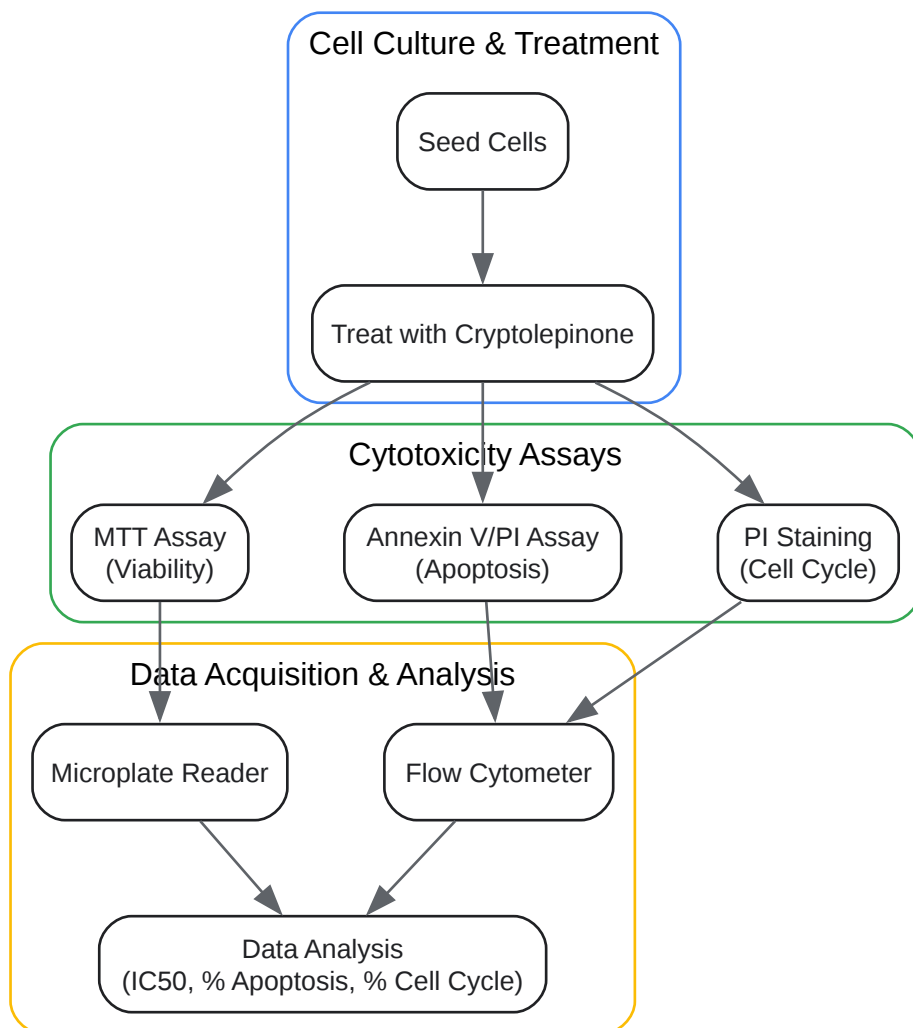 Cell Culture & Treatment
Seed Cells
Treat with Cryptolepinone
Cytotoxicity Assays
MTT Assay
(Viability)
Annexin V/PI Assay
(Apoptosis)
PI Staining
(Cell Cycle)
Data Acquisition & Analysis
Microplate Reader
Flow Cytometer
Data Analysis
(IC50, % Apoptosis, % Cell Cycle)